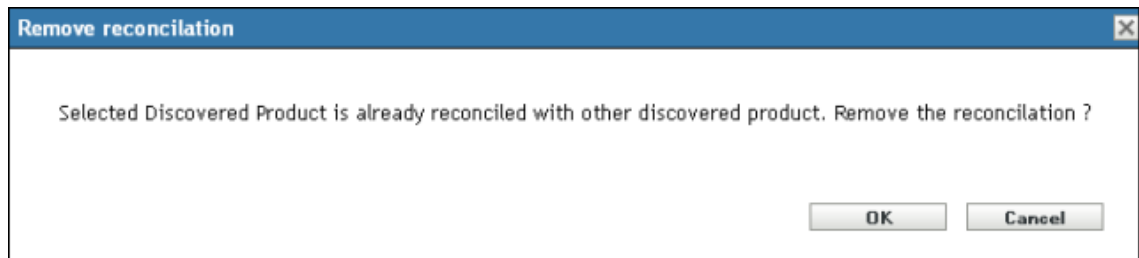 Remove reconcilation
Selected Discovered Product is already reconciled with other discovered product. Remove the reconcilation ?
OK Cancel